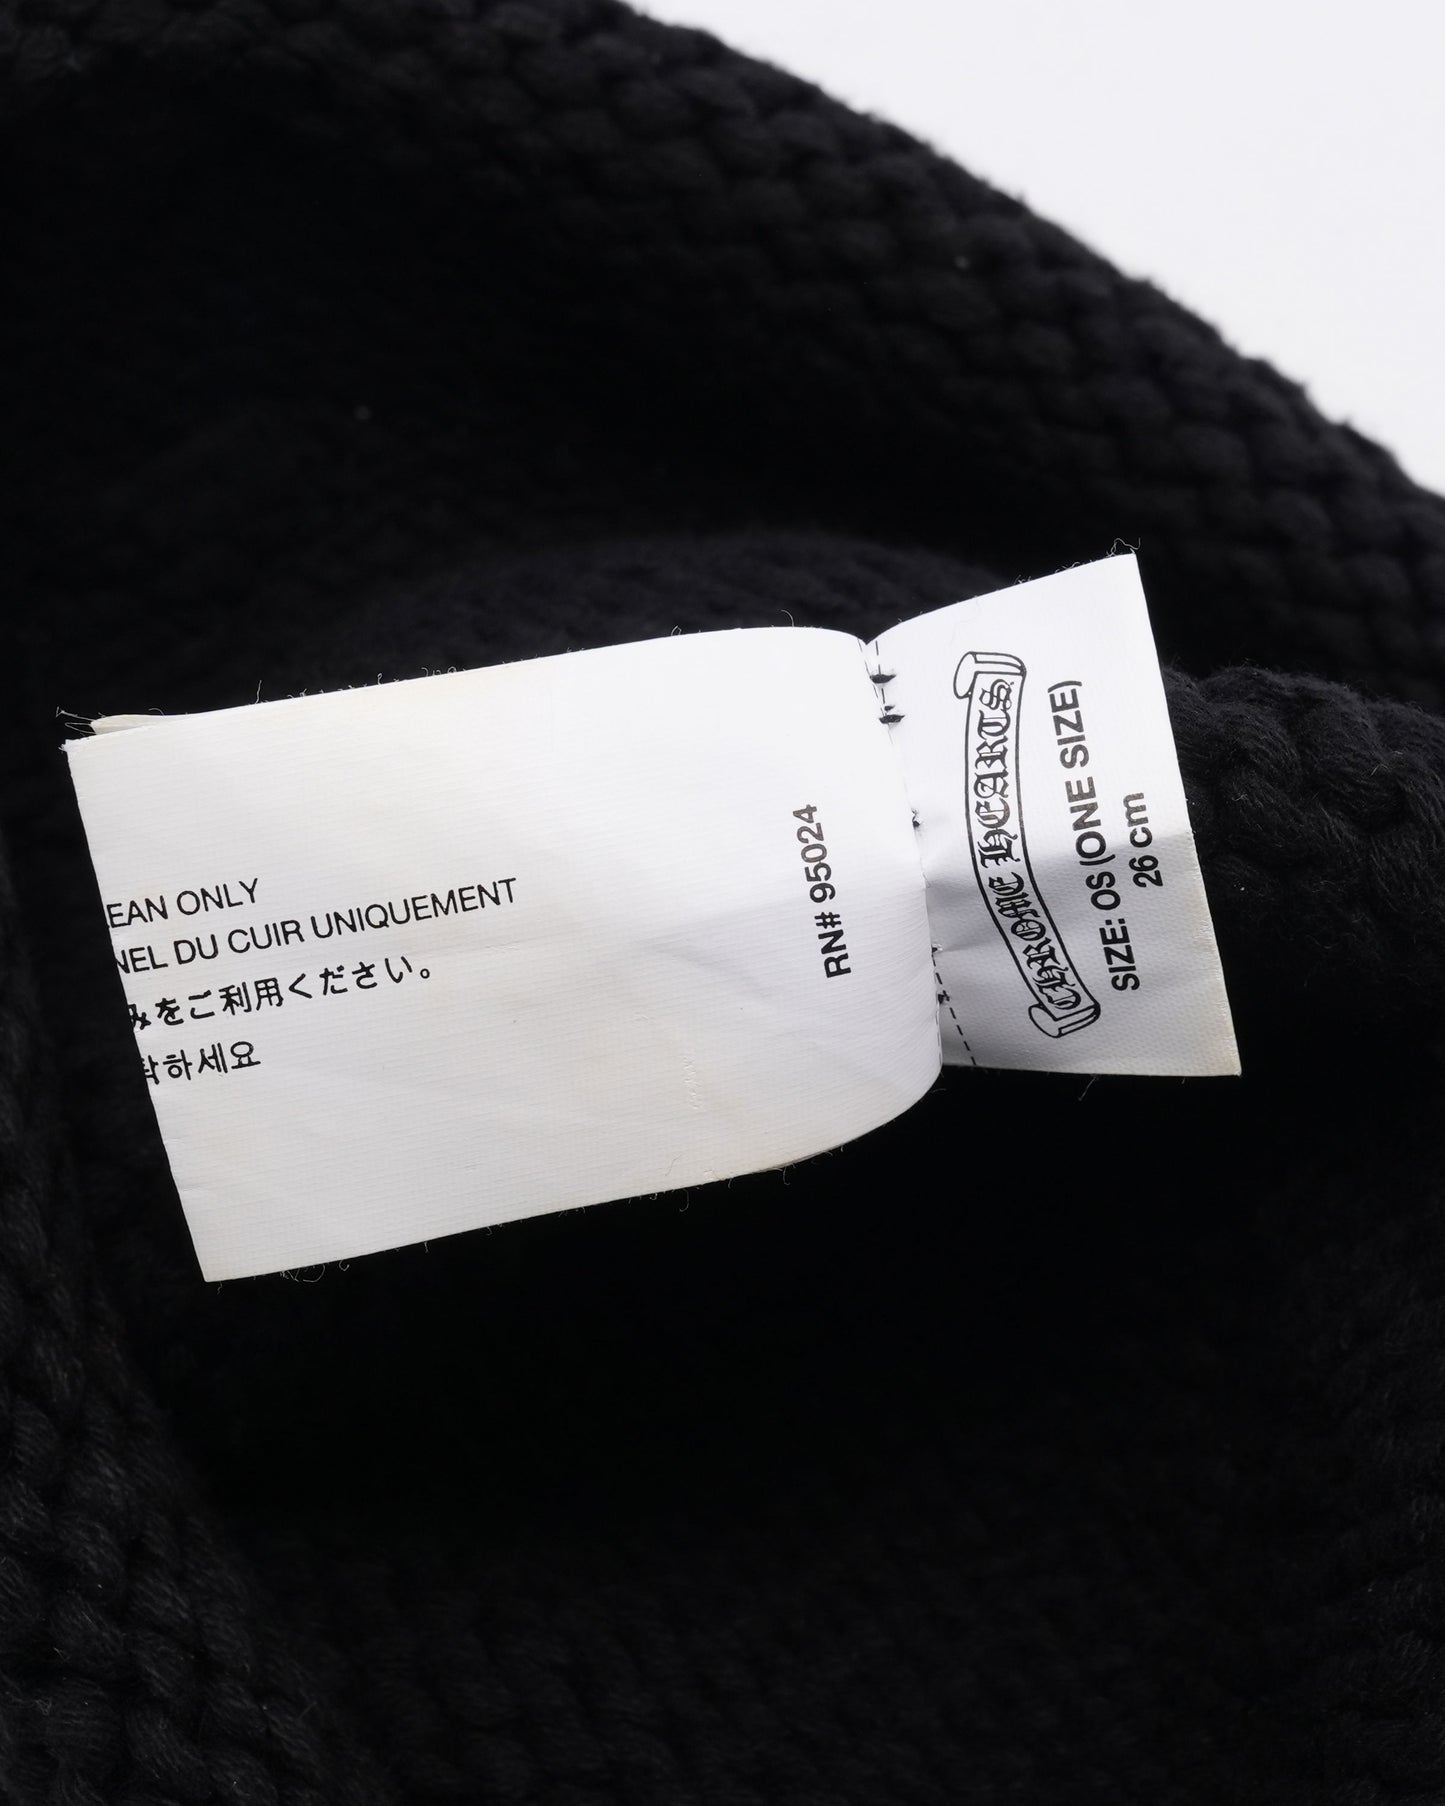 EAN ONLY
NEL DU CUIR UNIQUEMENT
みをご利用ください。
탁하세요
RN# 95024
CHROME HEARTS
SIZE: OS (ONE SIZE)
26 cm